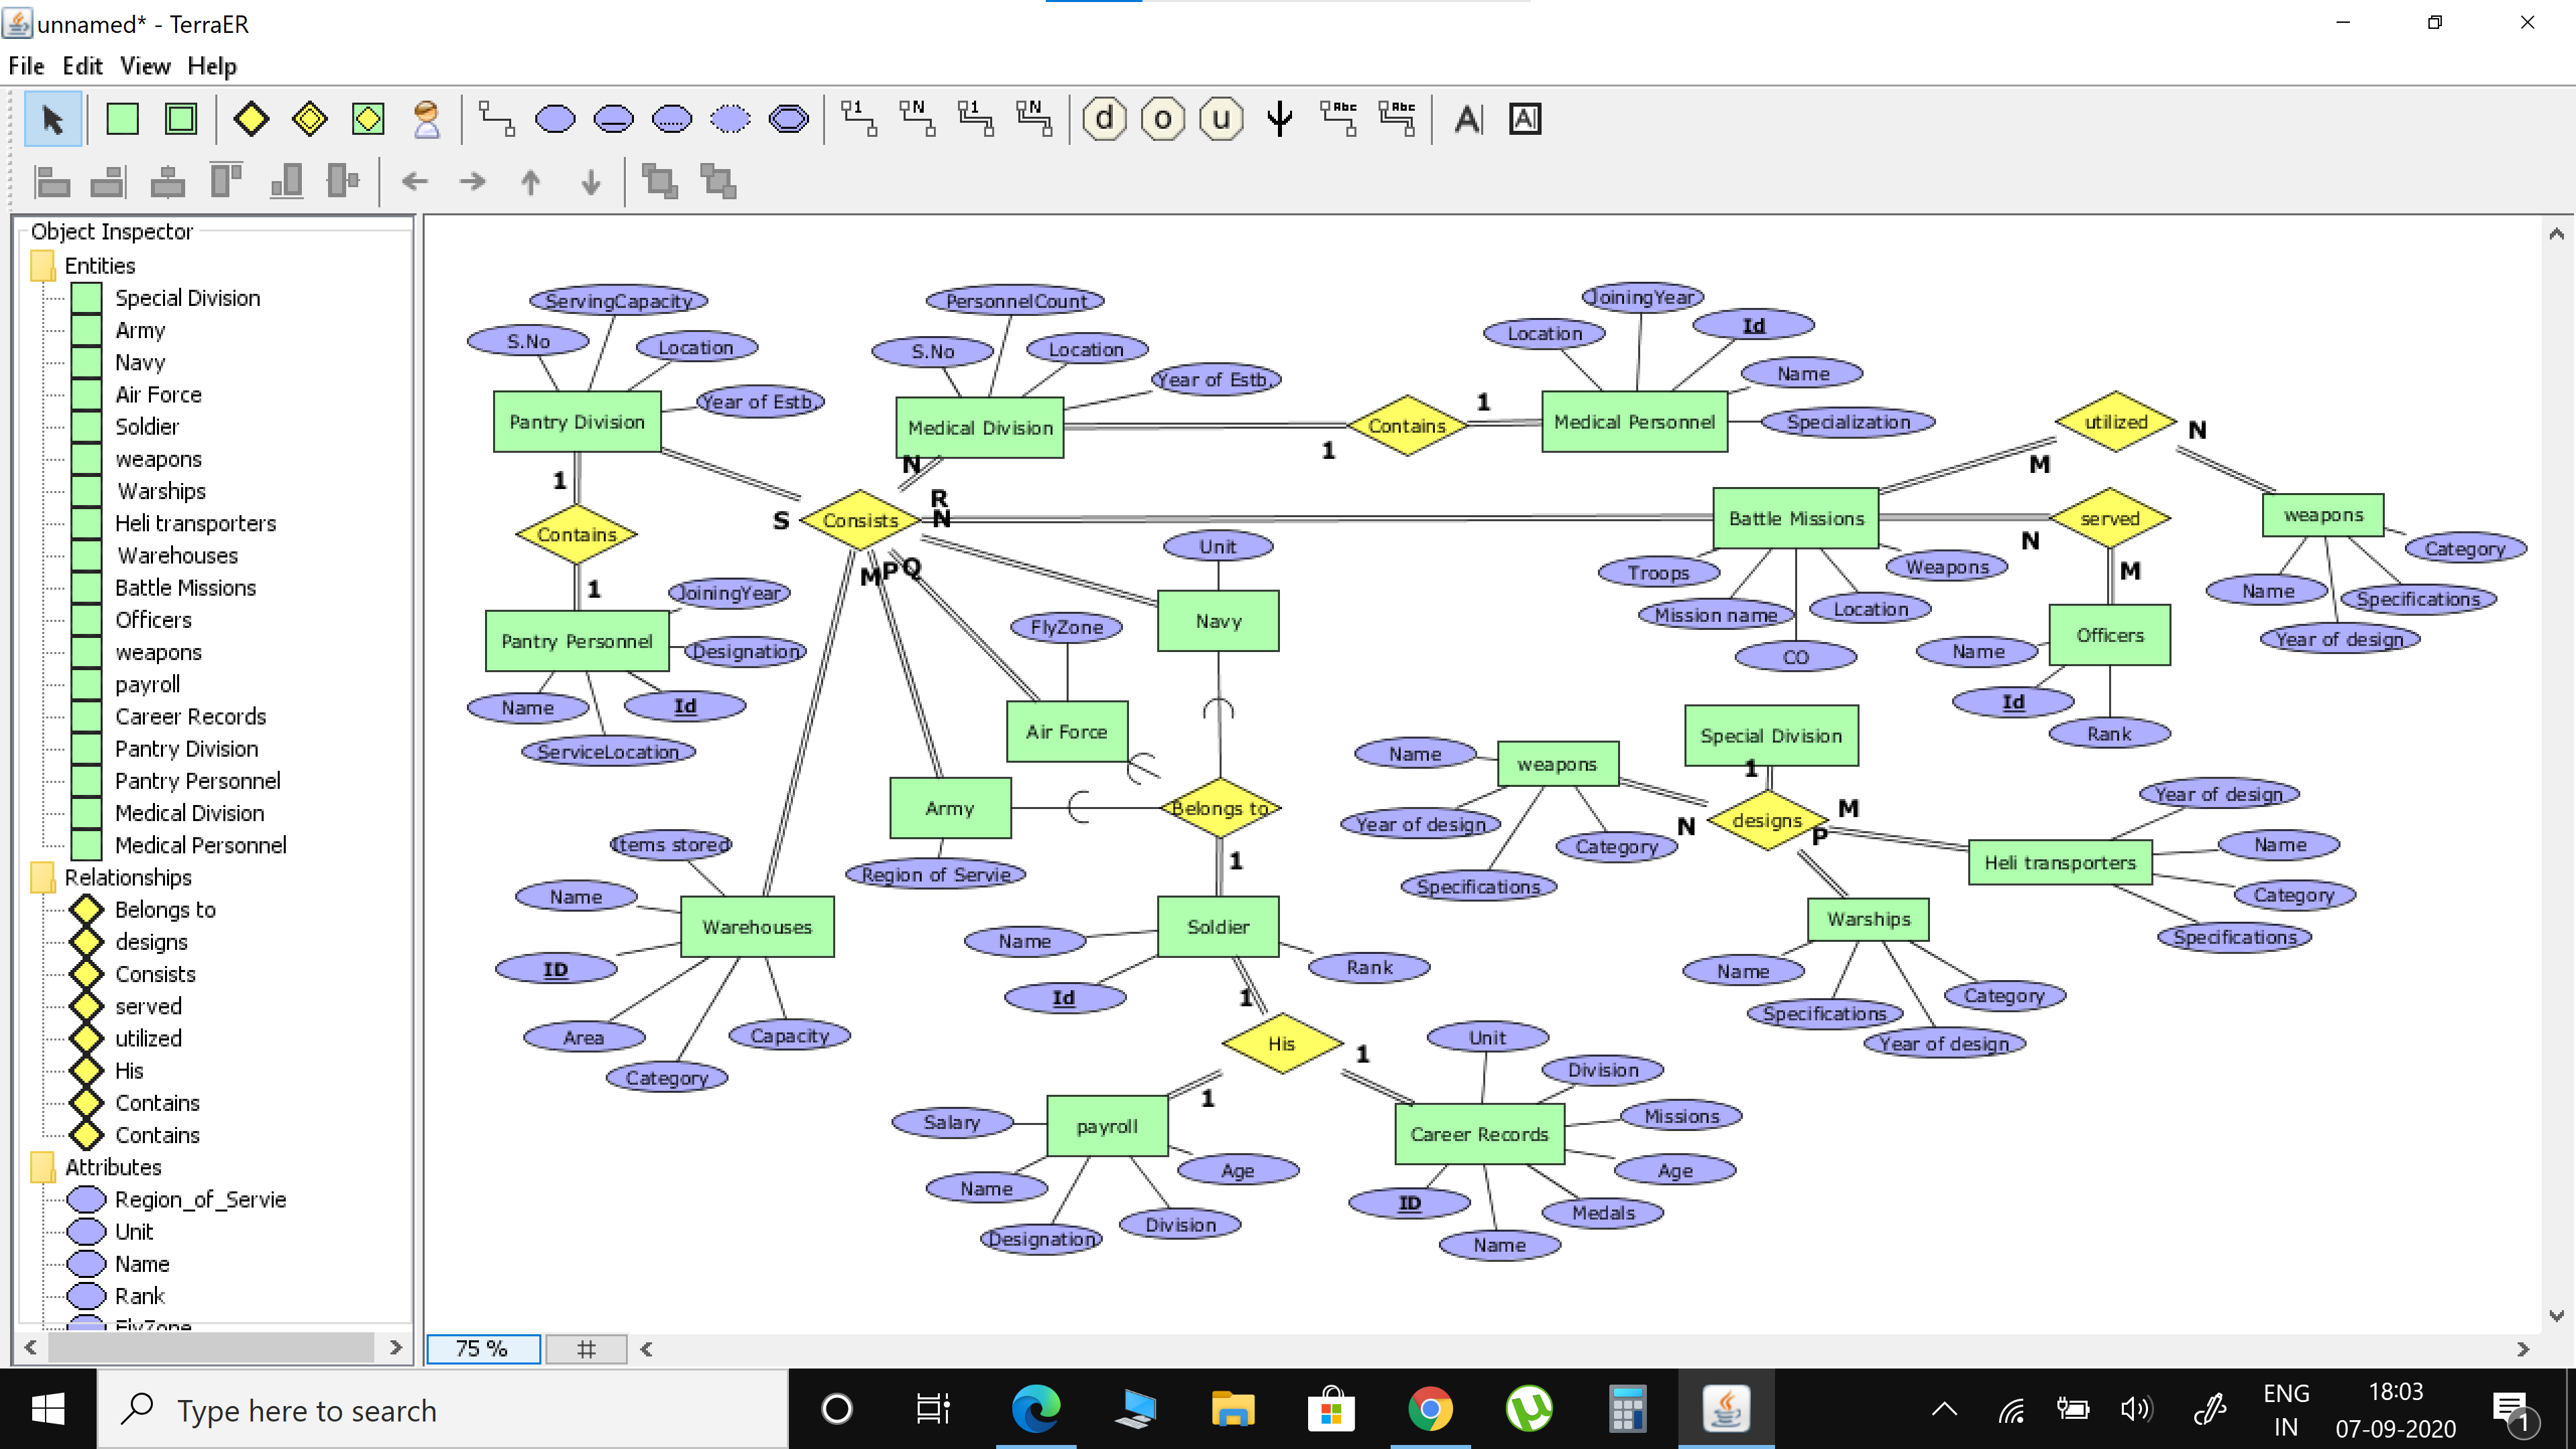 unnamed* - TerraER
File Edit View Help
1 N 1 N d o u Abc Abc A A
Object Inspector
Entities
Special Division
Army
Navy
Air Force
Soldier
weapons
Warships
Heli transporters
Warehouses
Battle Missions
Officers
weapons
payroll
Career Records
Pantry Division
Pantry Personnel
Medical Division
Medical Personnel
Relationships
Belongs to
designs
Consists
served
utilized
His
Contains
Contains
Attributes
Region_of_Servie
Unit
Name
Rank
FlyZone
ServingCapacity
S.No
Location
Year of Estb.
Pantry Division
1
Contains
1
Pantry Personnel
JoiningYear
Designation
Name
Id
ServiceLocation
PersonnelCount
S.No
Location
Year of Estb.
Medical Division
1
Contains
1
Medical Personnel
JoiningYear
Location
Id
Name
Specialization
N
R
S
Consists
N
M
P
Q
Battle Missions
Troops
Mission name
CO
Location
Weapons
utilized
M
N
served
N
M
weapons
Category
Name
Specifications
Year of design
Officers
Name
Id
Rank
Unit
Navy
FlyZone
Air Force
Army
Region of Servie
Belongs to
1
Soldier
Name
Id
Rank
Items stored
Name
Warehouses
ID
Area
Category
Capacity
1
His
1
1
payroll
Salary
Name
Designation
Division
Age
Career Records
Unit
Division
Missions
Age
Medals
Name
ID
Special Division
1
designs
N
M
P
weapons
Name
Year of design
Specifications
Category
Heli transporters
Year of design
Name
Category
Specifications
Warships
Name
Specifications
Year of design
Category
75 %
Type here to search
ENG
IN
18:03
07-09-2020
1